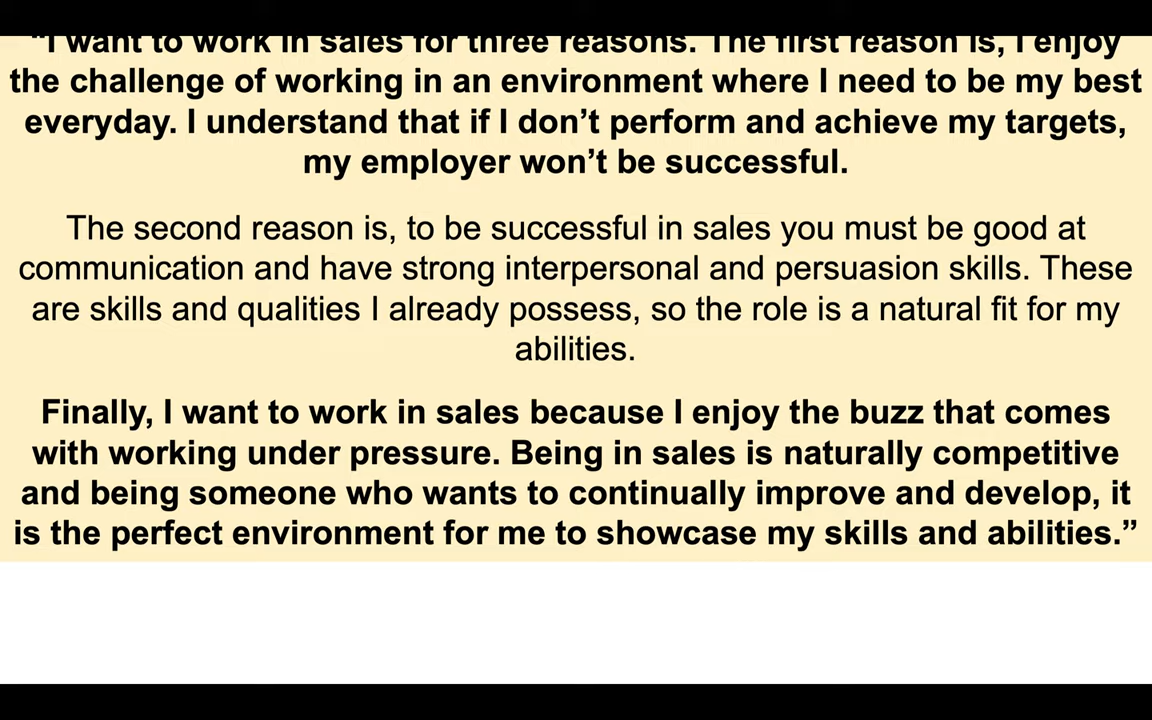 “I want to work in sales for three reasons. The first reason is, I enjoy
the challenge of working in an environment where I need to be my best
everyday. I understand that if I don’t perform and achieve my targets,
my employer won’t be successful.
The second reason is, to be successful in sales you must be good at
communication and have strong interpersonal and persuasion skills. These
are skills and qualities I already possess, so the role is a natural fit for my
abilities.
Finally, I want to work in sales because I enjoy the buzz that comes
with working under pressure. Being in sales is naturally competitive
and being someone who wants to continually improve and develop, it
is the perfect environment for me to showcase my skills and abilities.”